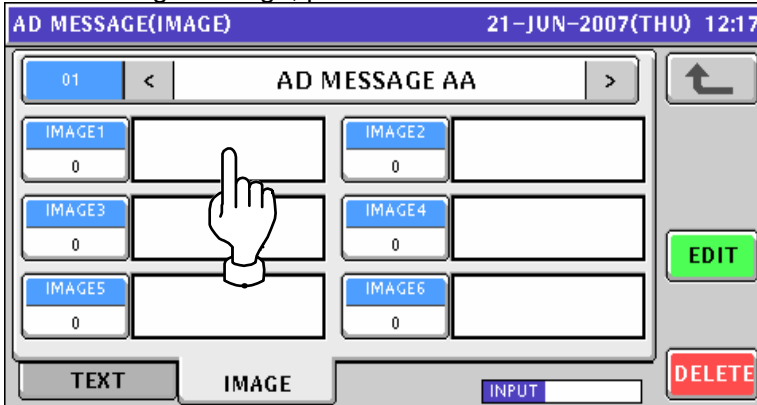 AD MESSAGE(IMAGE) 21-JUN-2007(THU) 12:17
01 < AD MESSAGE AA >
IMAGE1 IMAGE2
0 0
IMAGE3 IMAGE4
0 0
IMAGE5 IMAGE6
0 0
EDIT
TEXT IMAGE INPUT DELETE